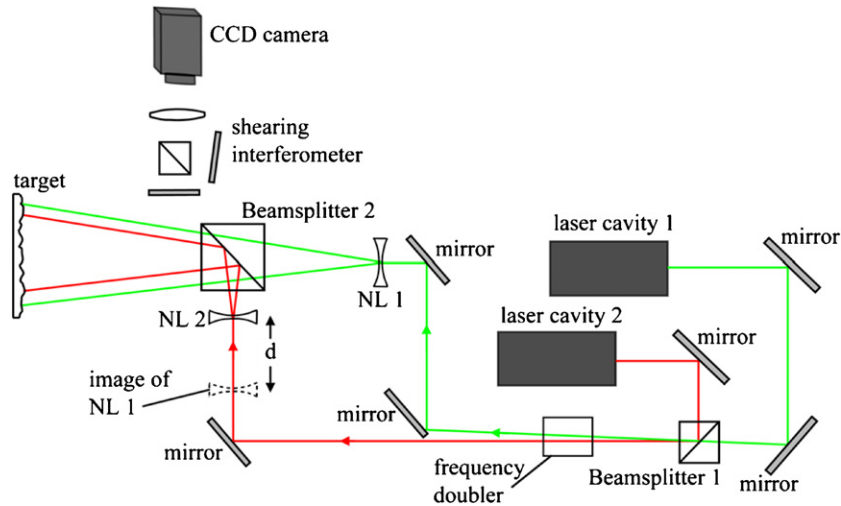 CCD camera
shearing
interferometer
target
Beamsplitter 2
laser cavity 1
mirror
mirror
NL 1
NL 2
d
laser cavity 2
mirror
image of
NL 1
mirror
mirror
frequency
doubler
Beamsplitter 1
mirror